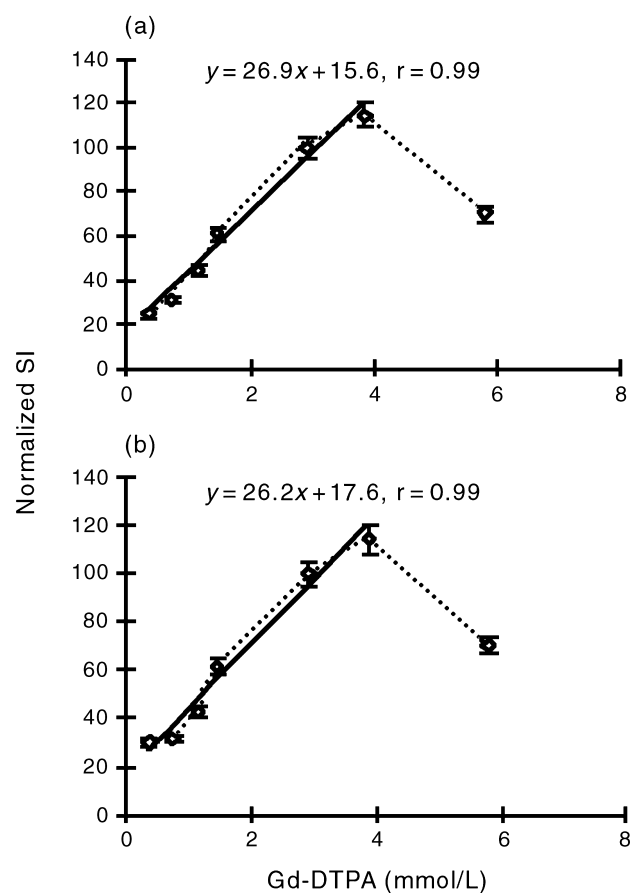 (a)
y = 26.9x + 15.6, r = 0.99
140
120
100
80
60
40
20
0
0 2 4 6 8
Normalized SI
(b)
y = 26.2x + 17.6, r = 0.99
140
120
100
80
60
40
20
0
0 2 4 6 8
Gd-DTPA (mmol/L)